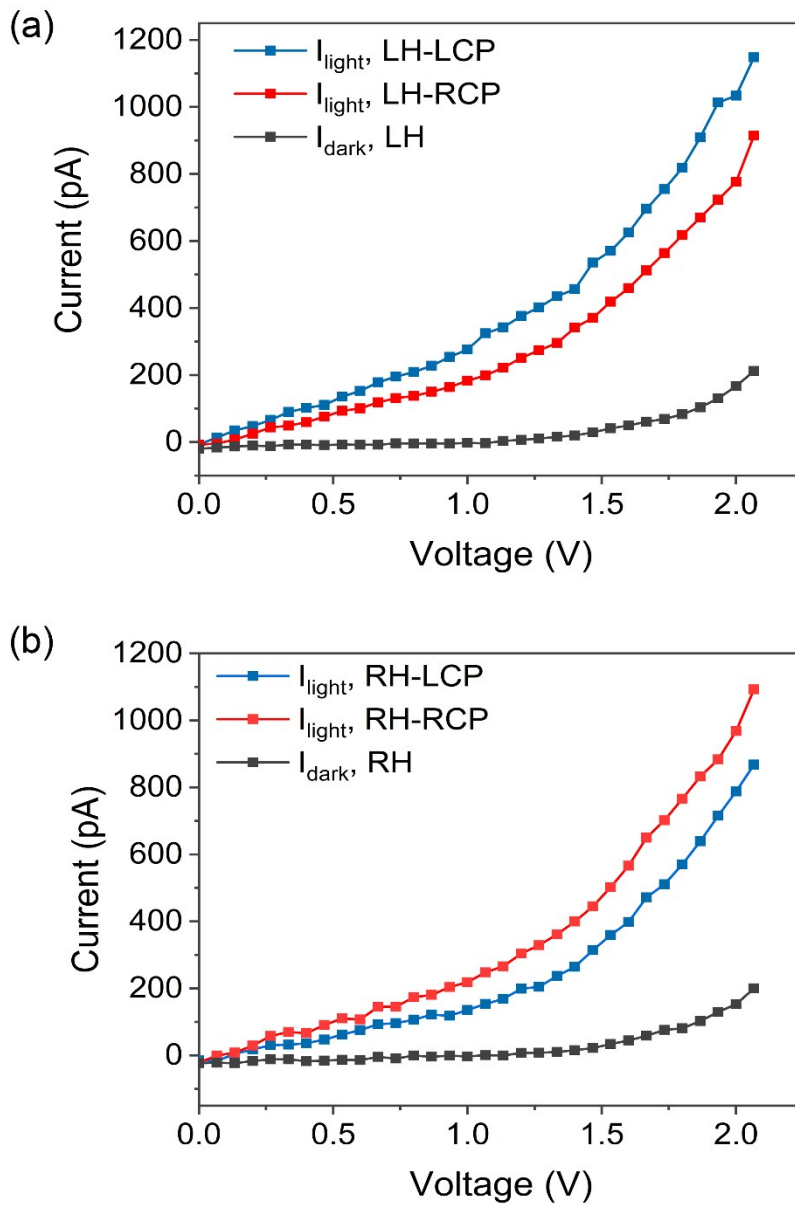 (a)
1200
1000
800
600
400
200
0
Current (pA)
I_light, LH-LCP
I_light, LH-RCP
I_dark, LH
0.0 0.5 1.0 1.5 2.0
Voltage (V)
(b)
1200
1000
800
600
400
200
0
Current (pA)
I_light, RH-LCP
I_light, RH-RCP
I_dark, RH
0.0 0.5 1.0 1.5 2.0
Voltage (V)